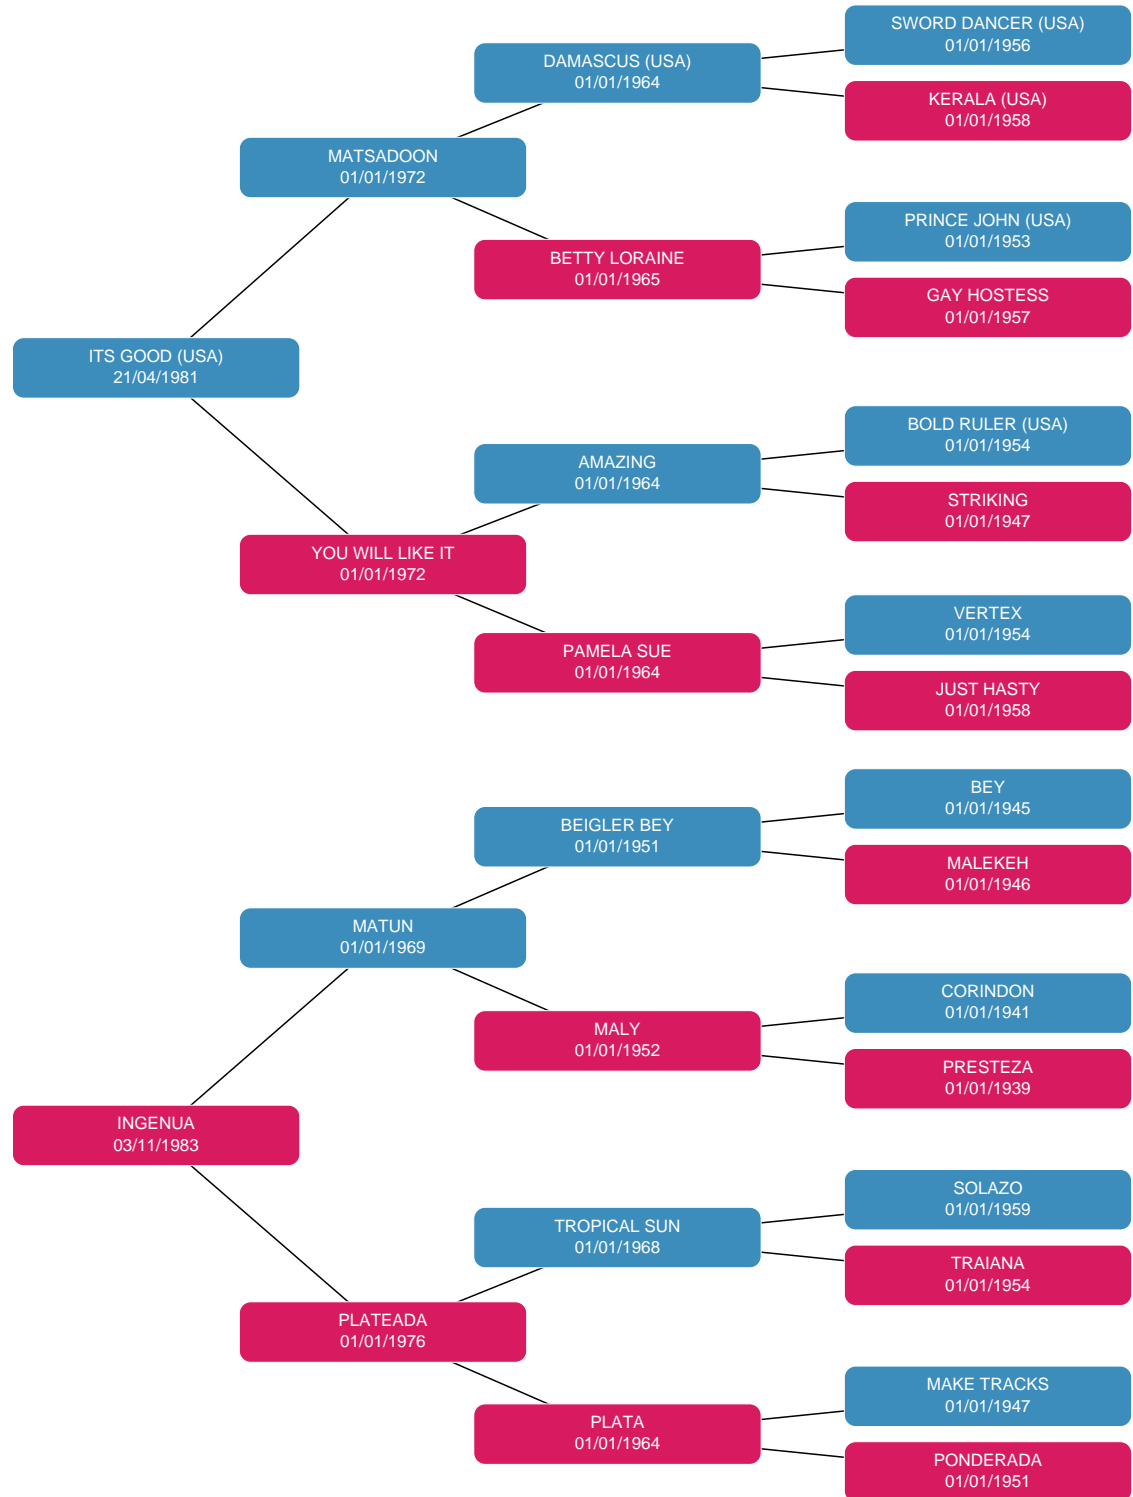 SWORD DANCER (USA)
01/01/1956
DAMASCUS (USA)
01/01/1964
KERALA (USA)
01/01/1958
MATSADOON
01/01/1972
PRINCE JOHN (USA)
01/01/1953
BETTY LORAINE
01/01/1965
GAY HOSTESS
01/01/1957
ITS GOOD (USA)
21/04/1981
BOLD RULER (USA)
01/01/1954
AMAZING
01/01/1964
STRIKING
01/01/1947
YOU WILL LIKE IT
01/01/1972
VERTEX
01/01/1954
PAMELA SUE
01/01/1964
JUST HASTY
01/01/1958
BEY
01/01/1945
BEIGLER BEY
01/01/1951
MALEKEH
01/01/1946
MATUN
01/01/1969
CORINDON
01/01/1941
MALY
01/01/1952
PRESTEZA
01/01/1939
INGENUA
03/11/1983
SOLAZO
01/01/1959
TROPICAL SUN
01/01/1968
TRAIANA
01/01/1954
PLATEADA
01/01/1976
MAKE TRACKS
01/01/1947
PLATA
01/01/1964
PONDERADA
01/01/1951